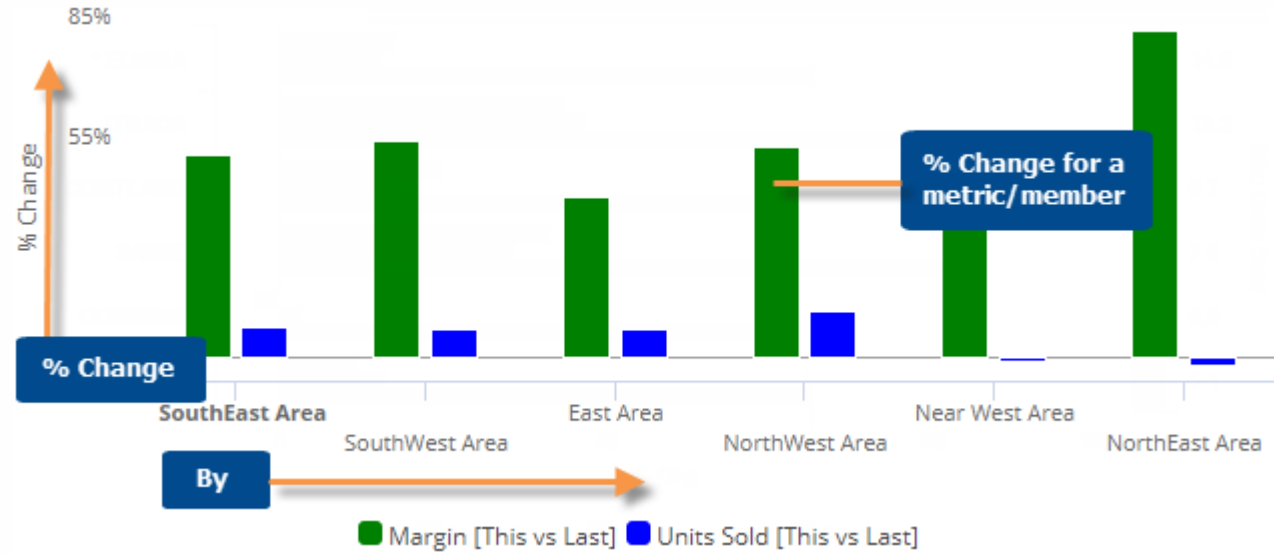 85%
55%
% Change
% Change for a
metric/member
% Change
SouthEast Area
East Area
Near West Area
SouthWest Area
NorthWest Area
NorthEast Area
By
Margin [This vs Last]
Units Sold [This vs Last]